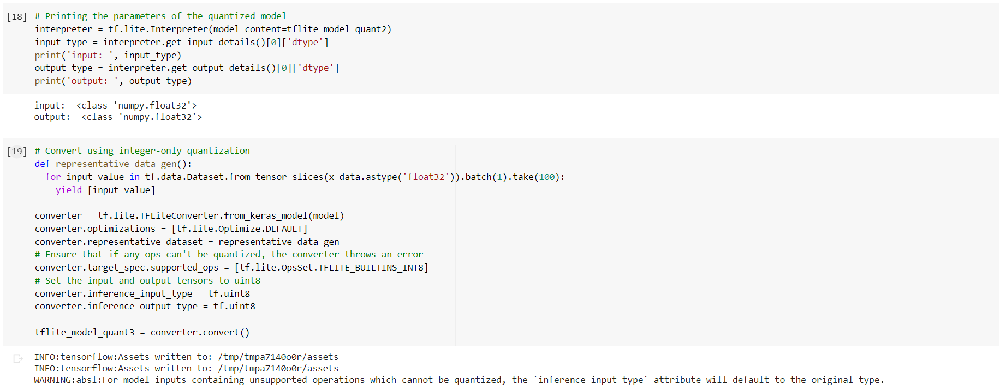 [18] # Printing the parameters of the quantized model
interpreter = tf.lite.Interpreter(model_content=tflite_model_quant2)
input_type = interpreter.get_input_details()[0]['dtype']
print('input: ', input_type)
output_type = interpreter.get_output_details()[0]['dtype']
print('output: ', output_type)
input:  <class 'numpy.float32'>
output:  <class 'numpy.float32'>
[19] # Convert using integer-only quantization
def representative_data_gen():
  for input_value in tf.data.Dataset.from_tensor_slices(x_data.astype('float32')).batch(1).take(100):
    yield [input_value]
converter = tf.lite.TFLiteConverter.from_keras_model(model)
converter.optimizations = [tf.lite.Optimize.DEFAULT]
converter.representative_dataset = representative_data_gen
# Ensure that if any ops can't be quantized, the converter throws an error
converter.target_spec.supported_ops = [tf.lite.OpsSet.TFLITE_BUILTINS_INT8]
# Set the input and output tensors to uint8
converter.inference_input_type = tf.uint8
converter.inference_output_type = tf.uint8
tflite_model_quant3 = converter.convert()
INFO:tensorflow:Assets written to: /tmp/tmpa7140o0r/assets
INFO:tensorflow:Assets written to: /tmp/tmpa7140o0r/assets
WARNING:absl:For model inputs containing unsupported operations which cannot be quantized, the `inference_input_type` attribute will default to the original type.